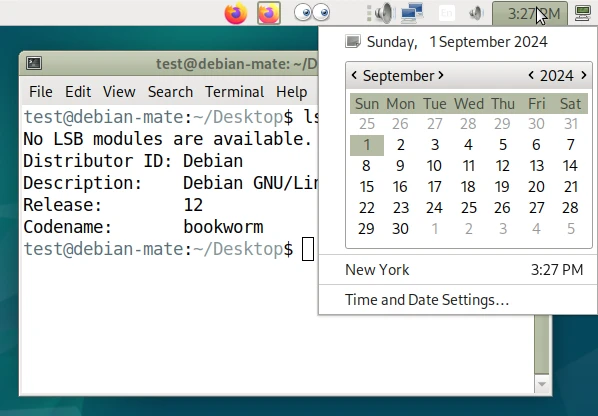 3:27 PM
Sunday, 1 September 2024
September 2024
Sun Mon Tue Wed Thu Fri Sat
25 26 27 28 29 30 31
1 2 3 4 5 6 7
8 9 10 11 12 13 14
15 16 17 18 19 20 21
22 23 24 25 26 27 28
29 30 1 2 3 4 5
New York 3:27 PM
Time and Date Settings...
test@debian-mate: ~/D
File Edit View Search Terminal Help
test@debian-mate:~/Desktop$ ls
No LSB modules are available.
Distributor ID: Debian
Description: Debian GNU/Lin
Release: 12
Codename: bookworm
test@debian-mate:~/Desktop$